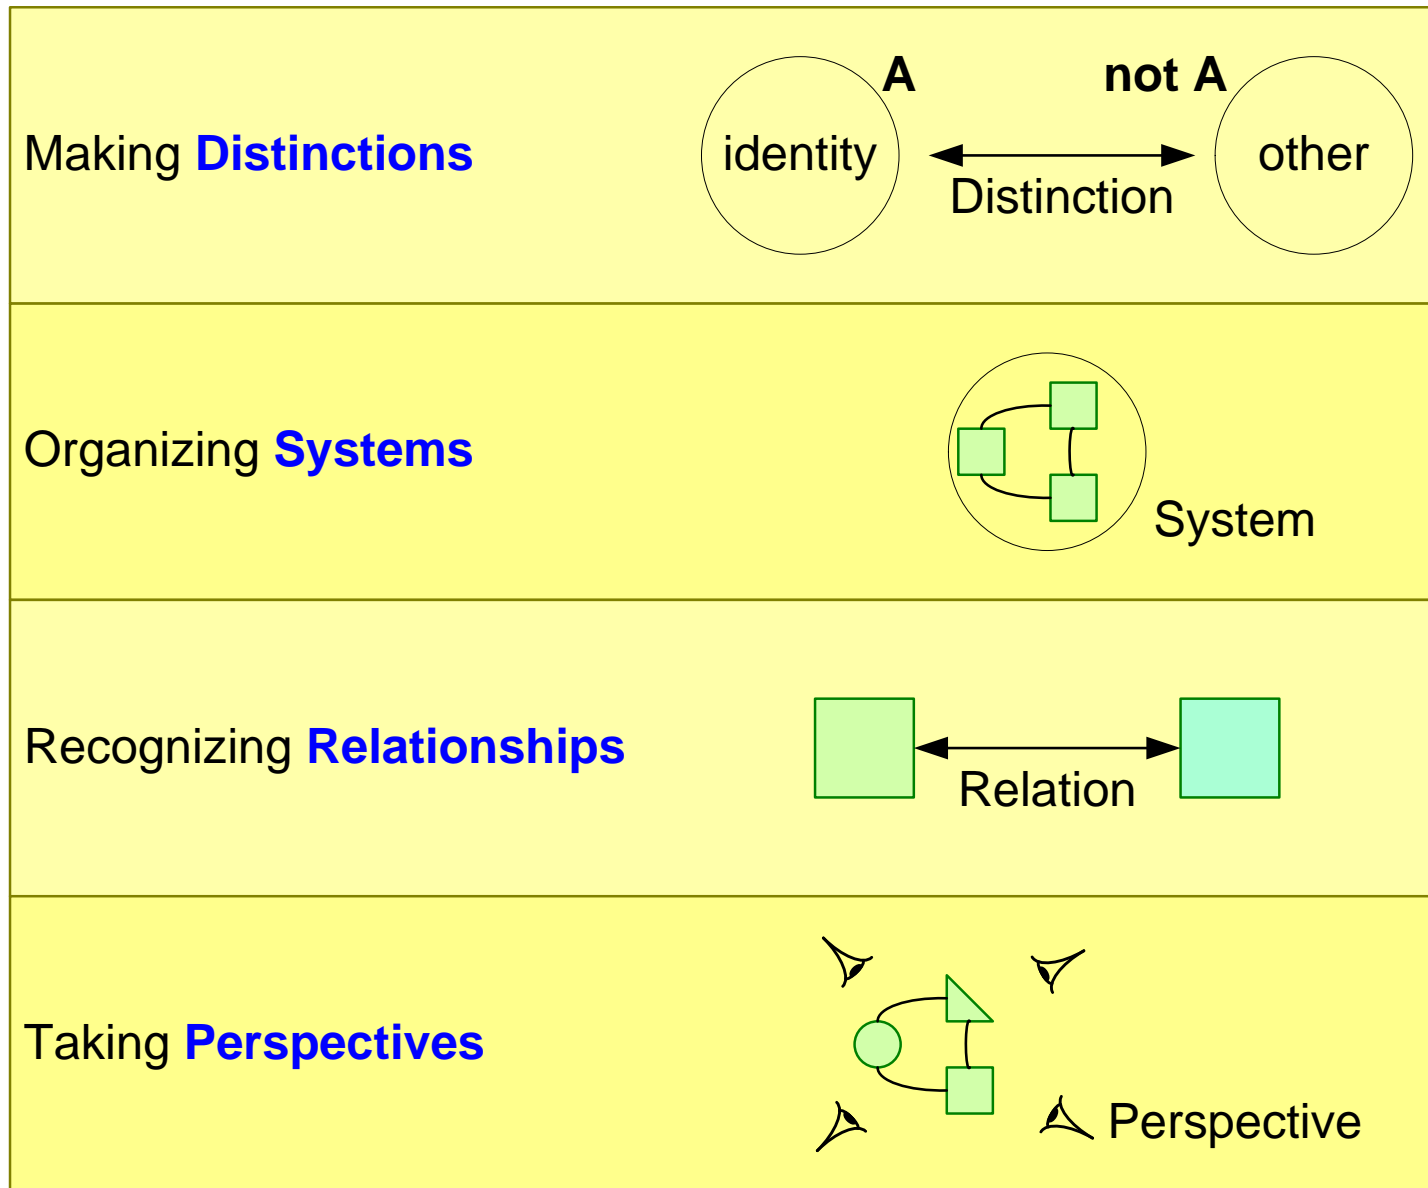 Making Distinctions
A
not A
identity
other
Distinction
Organizing Systems
System
Recognizing Relationships
Relation
Taking Perspectives
Perspective